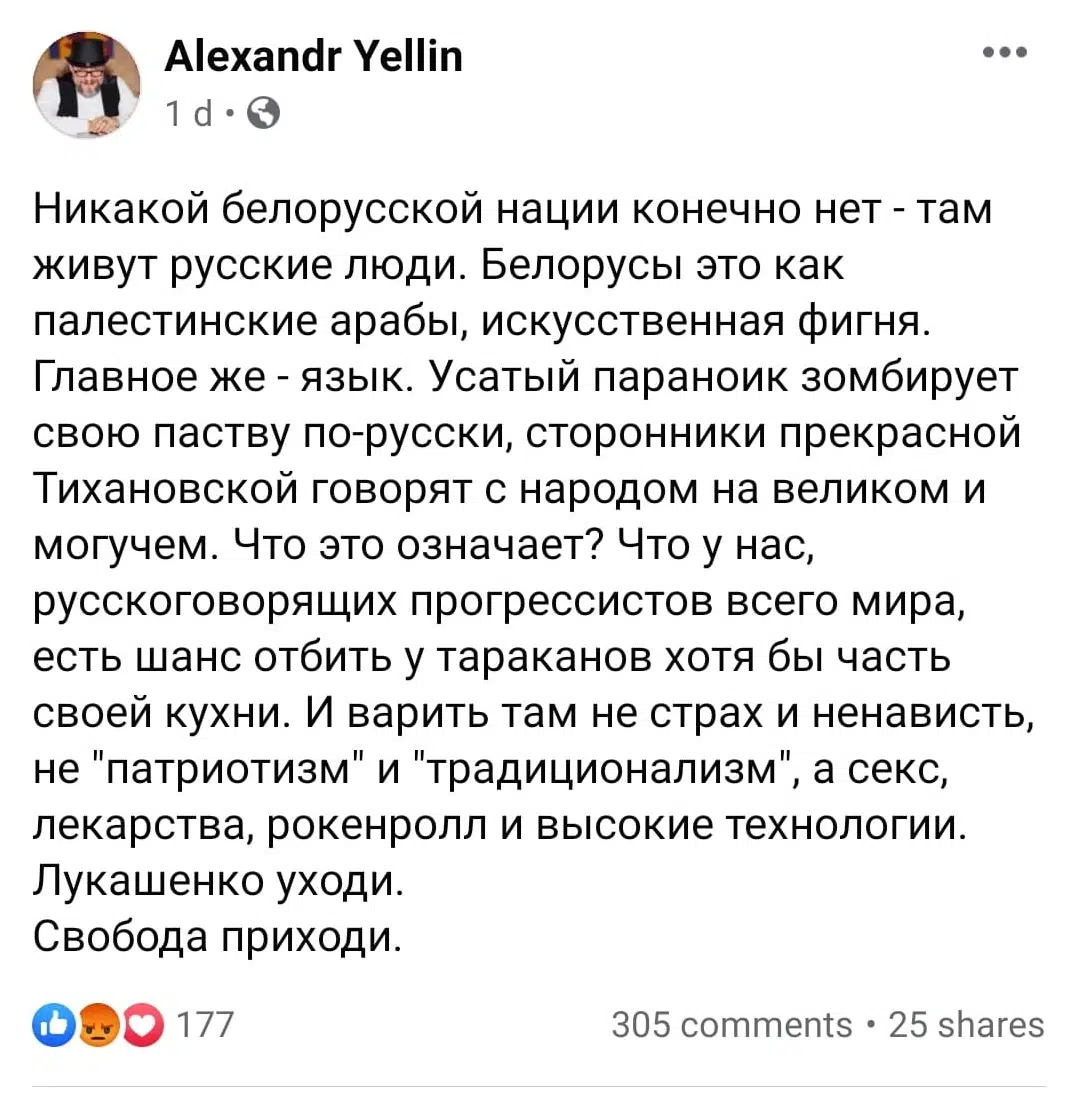 Alexandr Yellin
1 d ·
Никакой белорусской нации конечно нет - там
живут русские люди. Белорусы это как
палестинские арабы, искусственная фигня.
Главное же - язык. Усатый параноик зомбирует
свою паству по-русски, сторонники прекрасной
Тихановской говорят с народом на великом и
могучем. Что это означает? Что у нас,
русскоговорящих прогрессистов всего мира,
есть шанс отбить у тараканов хотя бы часть
своей кухни. И варить там не страх и ненависть,
не "патриотизм" и "традиционализм", а секс,
лекарства, рокенролл и высокие технологии.
Лукашенко уходи.
Свобода приходи.
177 305 comments • 25 shares